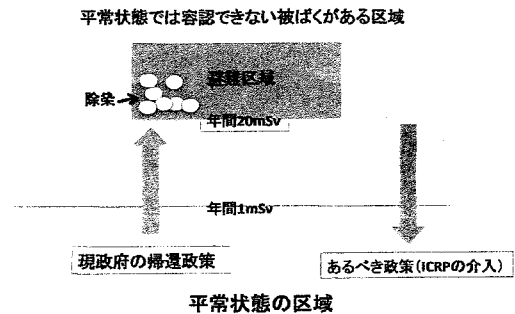 平常状態では容認できない被ばくがある区域
避難区域
除染
年間20mSv
年間1mSv
現政府の帰還政策
あるべき政策(ICRPの介入)
平常状態の区域